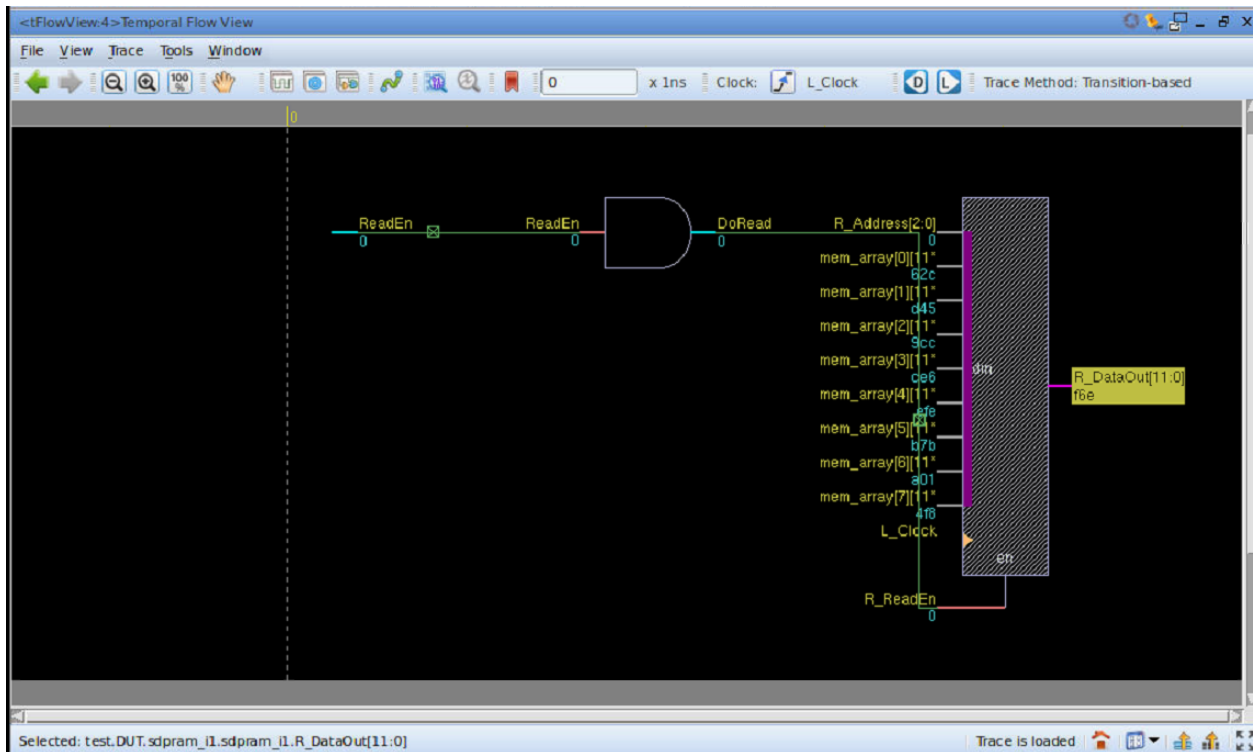 <tFlowView:4>Temporal Flow View
File View Trace Tools Window
100 %
0 x 1ns Clock: L_Clock D L Trace Method: Transition-based
0
ReadEn
0
ReadEn
0
DoRead
0
R_Address[2:0]
0
mem_array[0][11*
62c
mem_array[1][11*
d45
mem_array[2][11*
9cc
mem_array[3][11*
ce6
mem_array[4][11*
efe
mem_array[5][11*
b7b
mem_array[6][11*
a01
mem_array[7][11*
4f8
L_Clock
din
en
R_ReadEn
0
R_DataOut[11:0]
f6e
Selected: test.DUT.sdpram_i1.sdpram_i1.R_DataOut[11:0] Trace is loaded